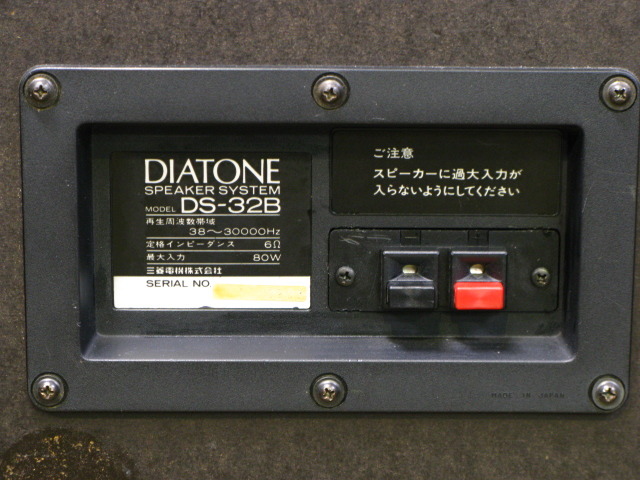 DIATONE
SPEAKER SYSTEM
MODEL DS-32B
再生周波数帯域
38〜30000Hz
定格インピーダンス 6Ω
最大入力 80W
三菱電機株式会社
SERIAL NO.
ご注意
スピーカーに過大入力が
入らないようにしてください
MADE IN JAPAN